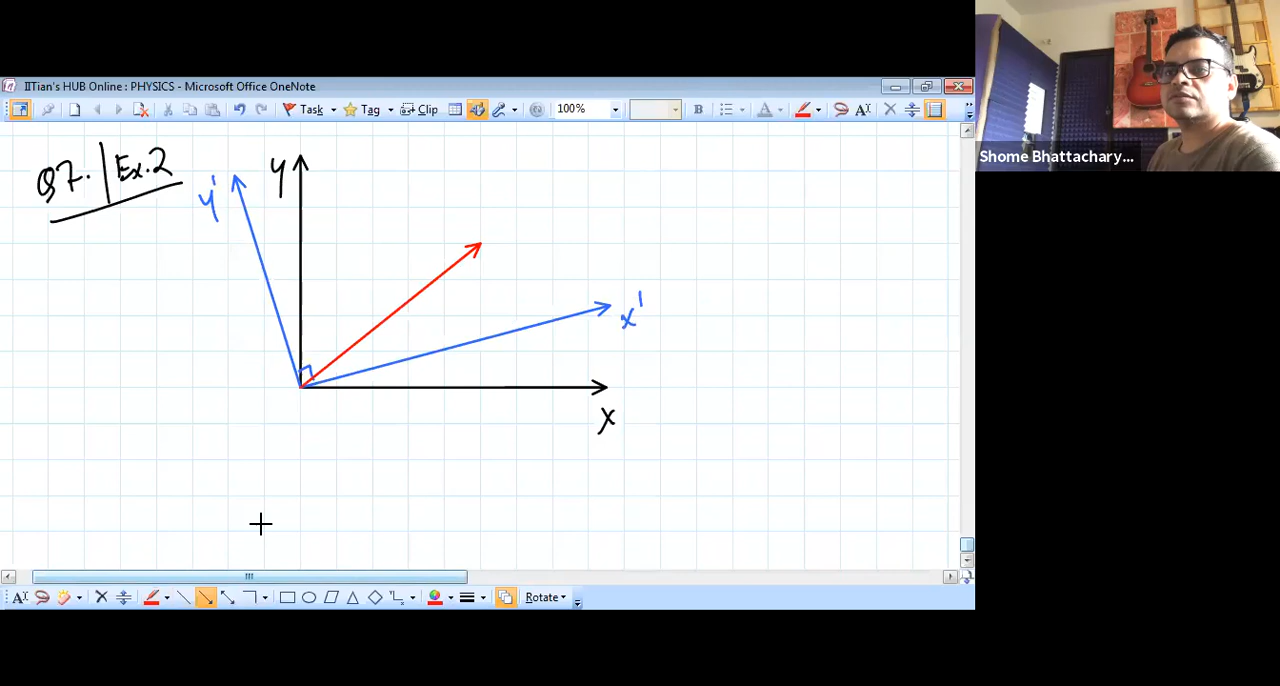 IITian's HUB Online : PHYSICS - Microsoft Office OneNote
Task Tag Clip 100% B A A
Shome Bhattachary...
Q7. | Ex.2
y' y
x'
x
A Rotate